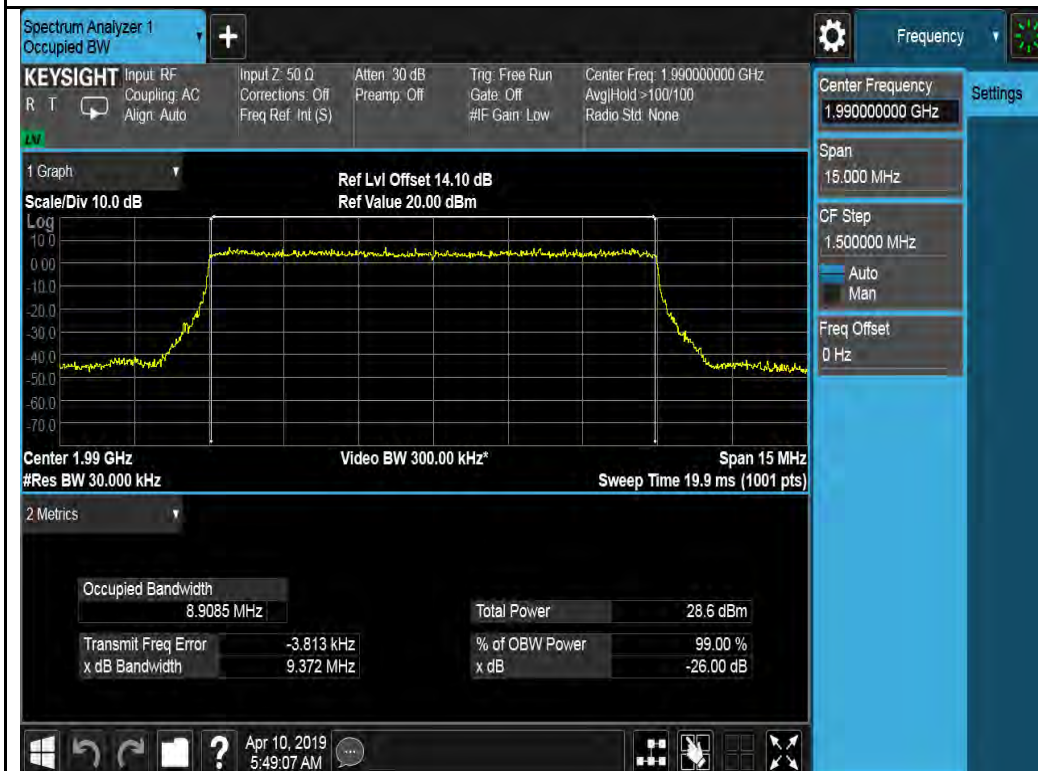 Spectrum Analyzer 1
Occupied BW
+
Frequency
KEYSIGHT
R T
LXI
Input: RF
Coupling: AC
Align: Auto
Input Z: 50 Ω
Corrections: Off
Freq Ref: Int (S)
Atten: 30 dB
Preamp: Off
Trig: Free Run
Gate: Off
#IF Gain: Low
Center Freq: 1.990000000 GHz
Avg|Hold >100/100
Radio Std: None
Center Frequency
1.990000000 GHz
Settings
Span
15.000 MHz
CF Step
1.500000 MHz
Auto
Man
Freq Offset
0 Hz
1 Graph
Scale/Div 10.0 dB
Ref Lvl Offset 14.10 dB
Ref Value 20.00 dBm
Log
10.0
0.00
-10.0
-20.0
-30.0
-40.0
-50.0
-60.0
-70.0
Center 1.99 GHz
#Res BW 30.000 kHz
Video BW 300.00 kHz*
Span 15 MHz
Sweep Time 19.9 ms (1001 pts)
2 Metrics
Occupied Bandwidth
8.9085 MHz
Total Power 28.6 dBm
Transmit Freq Error -3.813 kHz
% of OBW Power 99.00 %
x dB Bandwidth 9.372 MHz
x dB -26.00 dB
?
Apr 10, 2019
5:49:07 AM